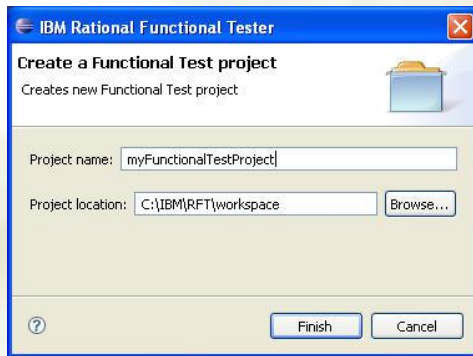 IBM Rational Functional Tester
Create a Functional Test project
Creates new Functional Test project
Project name: myFunctionalTestProject
Project location: C:\IBM\RFT\workspace Browse...
? Finish Cancel